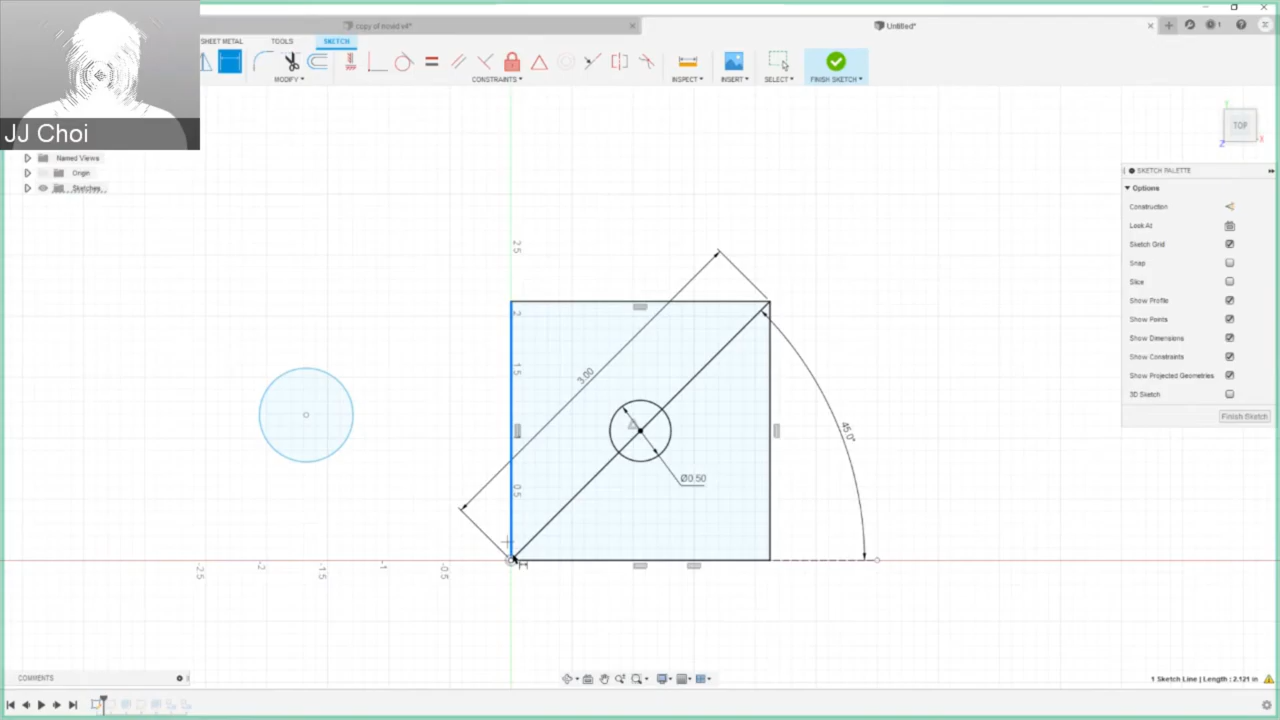 copy of novid wf*
Untitled*
SHEET METAL
TOOLS
SKETCH
MODIFY
CONSTRAINTS
INSPECT
INSERT
SELECT
FINISH SKETCH
JJ Choi
TOP
Y
X
Z
Named Views
Origin
Sketches
SKETCH PALETTE
Options
Construction
Look At
Sketch Grid
Snap
Slice
Show Profile
Show Points
Show Dimensions
Show Constraints
Show Projected Geometries
3D Sketch
Finish Sketch
2.5
2
1.5
0.5
3.00
45.0°
Ø0.50
-2.5
-2
-1.5
-1
-0.5
COMMENTS
1 Sketch Line | Length : 2.121 in